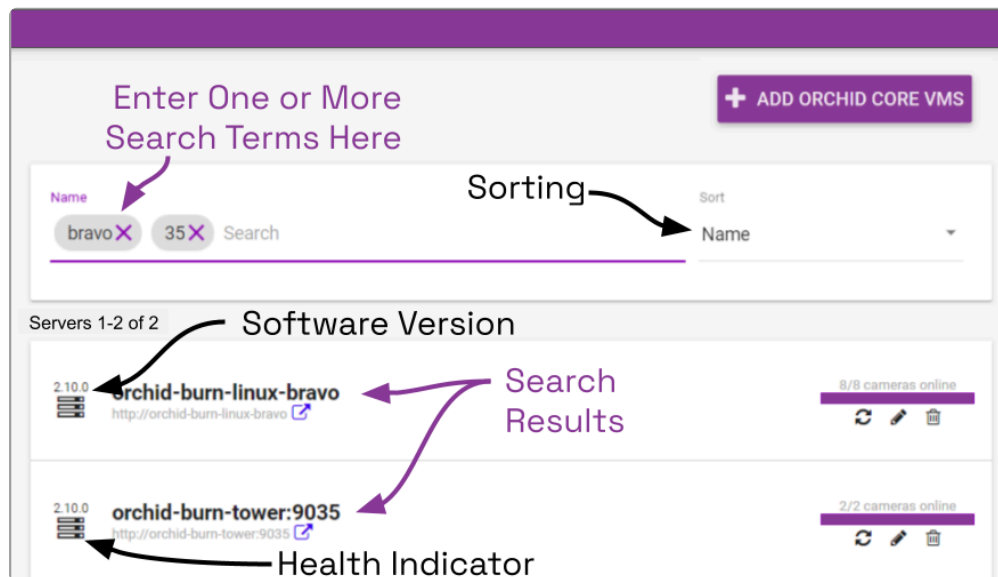 Enter One or More
Search Terms Here
ADD ORCHID CORE VMS
Name
bravo 35 Search
Sorting
Sort
Name
Servers 1-2 of 2
Software Version
2.10.0
orchid-burn-linux-bravo
http://orchid-burn-linux-bravo
8/8 cameras online
Search
Results
2.10.0
orchid-burn-tower:9035
http://orchid-burn-tower:9035
2/2 cameras online
Health Indicator